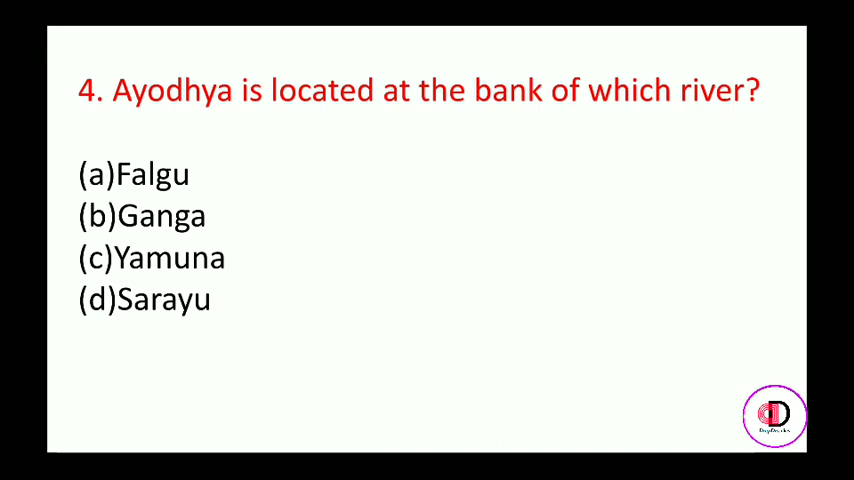 4. Ayodhya is located at the bank of which river?
(a)Falgu
(b)Ganga
(c)Yamuna
(d)Sarayu
D